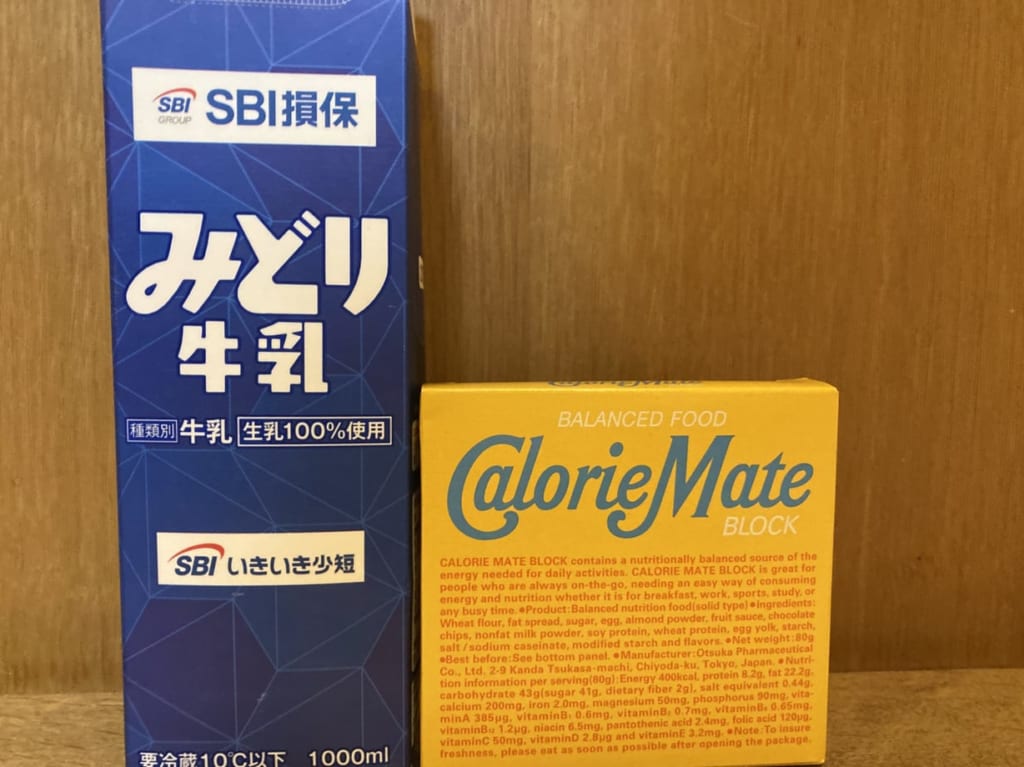 SBI GROUP SBI損保
みどり
牛乳
種類別 牛乳 生乳100%使用
SBI いきいき少短
要冷蔵10℃以下 1000ml
CalorieMate
BALANCED FOOD
CalorieMate
BLOCK
CALORIE MATE BLOCK contains a nutritionally balanced source of the
energy needed for daily activities. CALORIE MATE BLOCK is great for
people who are always on-the-go, needing an easy way of consuming
energy and nutrition whether it is for breakfast, work, sports, study, or
any busy time. ●Product:Balanced nutrition food(solid type) ●Ingredients:
Wheat flour, fat spread, sugar, egg, almond powder, fruit sauce, chocolate
chips, nonfat milk powder, soy protein, wheat protein, egg yolk, starch,
salt/sodium caseinate, modified starch and flavors. ●Net weight:80g
●Best before:See bottom panel. ●Manufacturer:Otsuka Pharmaceutical
Co., Ltd. 2-9 Kanda Tsukasa-machi, Chiyoda-ku, Tokyo, Japan. ●Nutri-
tion information per serving(80g):Energy 400kcal, protein 8.2g, fat 22.2g,
carbohydrate 43g(sugar 41g, dietary fiber 2g), salt equivalent 0.44g,
calcium 200mg, iron 2.0mg, magnesium 50mg, phosphorus 90mg, vita-
minA 385μg, vitaminB₁ 0.6mg, vitaminB₂ 0.7mg, vitaminB₆ 0.65mg,
vitaminB₁₂ 1.2μg, niacin 6.5mg, pantothenic acid 2.4mg, folic acid 120μg,
vitaminC 50mg, vitaminD 2.8μg and vitaminE 3.2mg. ●Note:To insure
freshness, please eat as soon as possible after opening the package.